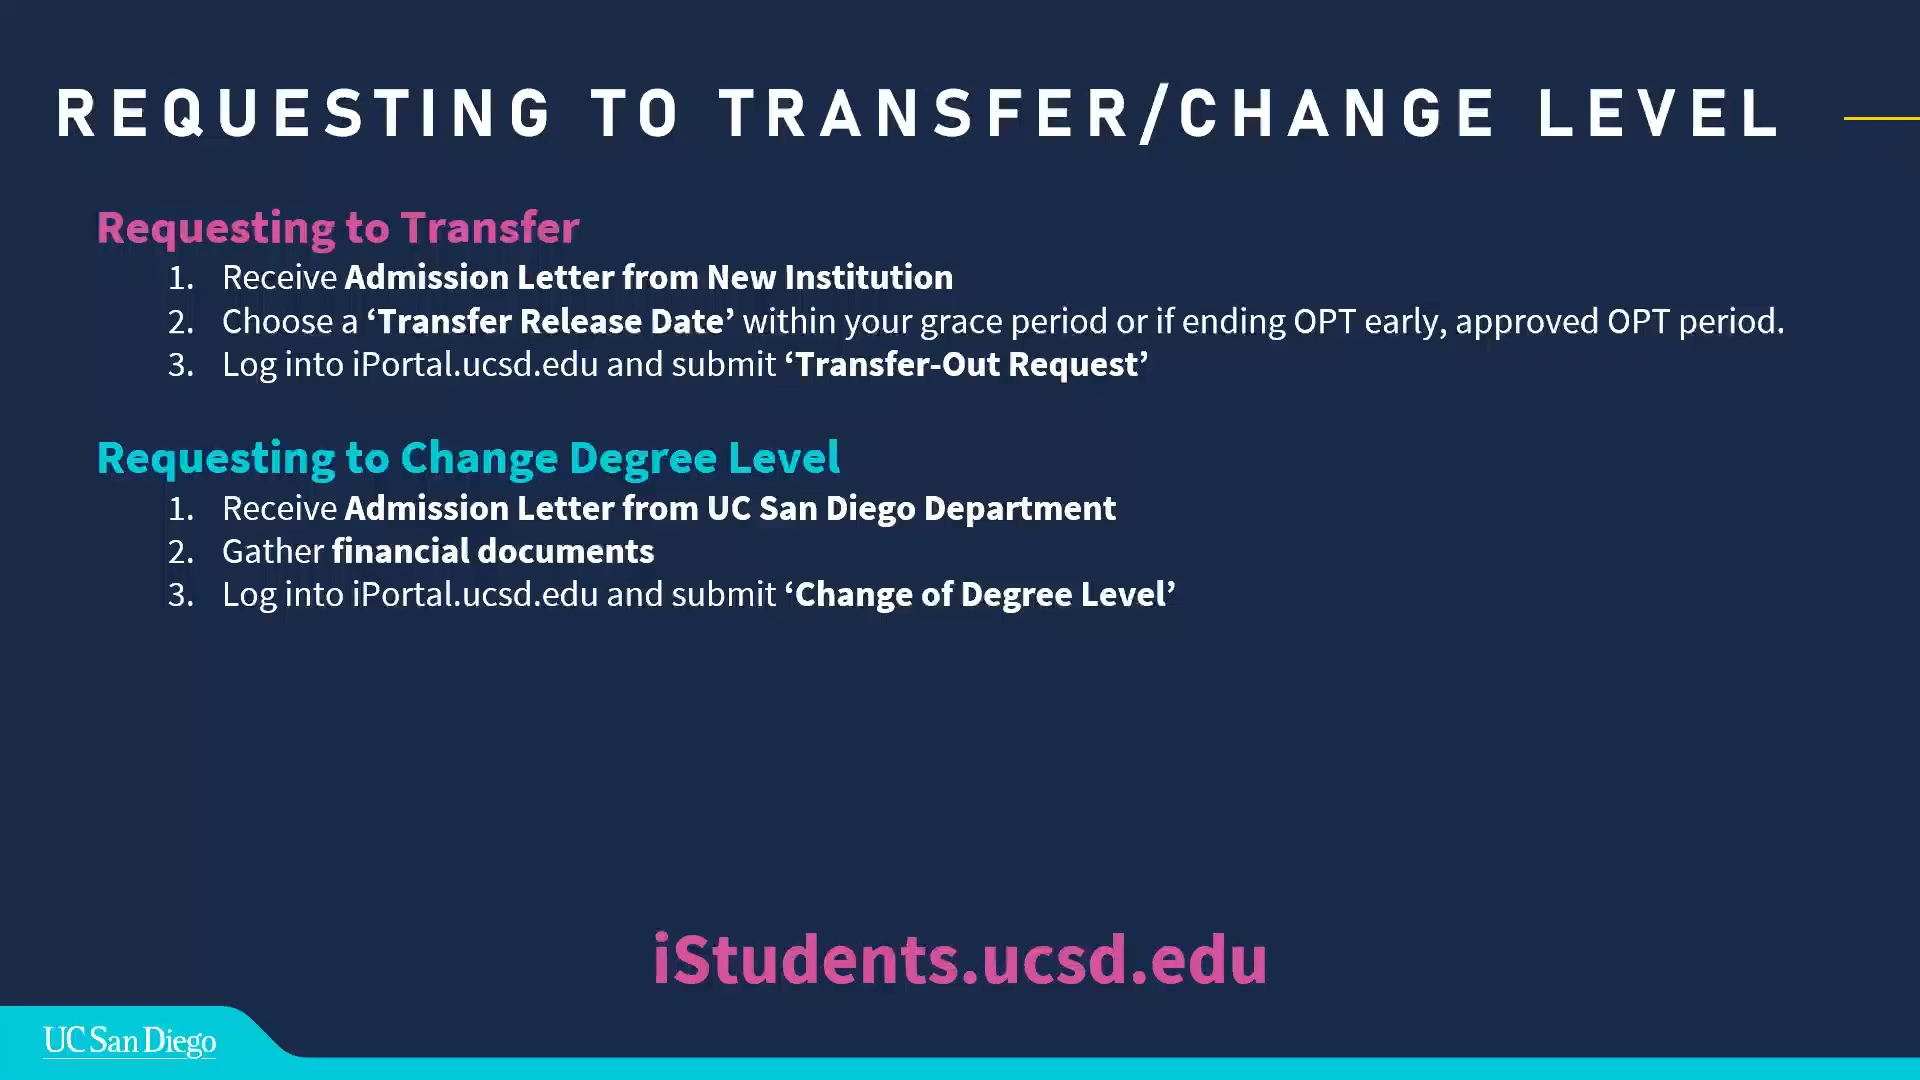 REQUESTING TO TRANSFER/CHANGE LEVEL
Requesting to Transfer
1. Receive Admission Letter from New Institution
2. Choose a ‘Transfer Release Date’ within your grace period or if ending OPT early, approved OPT period.
3. Log into iPortal.ucsd.edu and submit ‘Transfer-Out Request’
Requesting to Change Degree Level
1. Receive Admission Letter from UC San Diego Department
2. Gather financial documents
3. Log into iPortal.ucsd.edu and submit ‘Change of Degree Level’
iStudents.ucsd.edu
UC San Diego